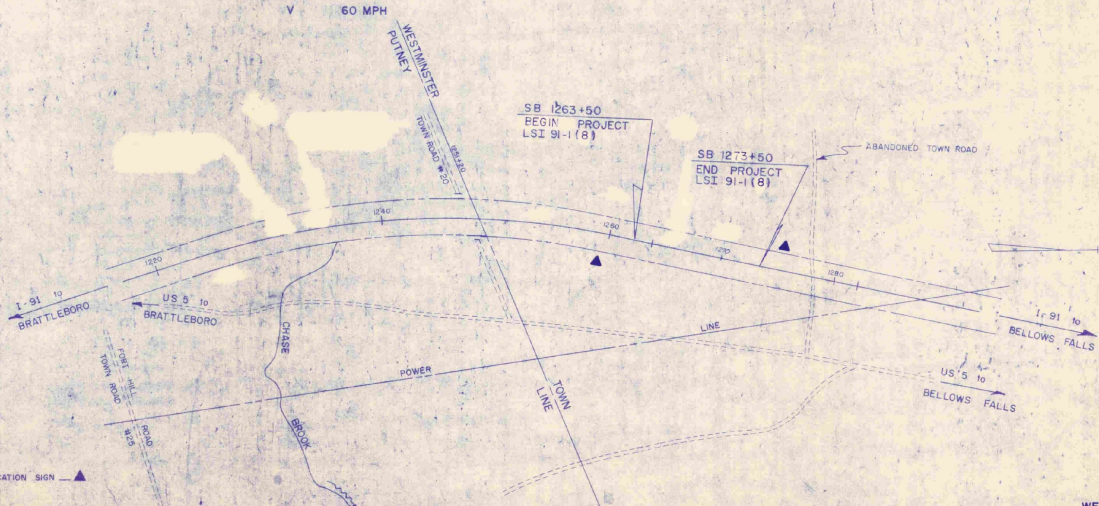 V 60 MPH
WESTMINSTER
PUTNEY
TOWN ROAD #20
SB 1263+50
BEGIN PROJECT
LSI 91-1(8)
SB 1273+50
END PROJECT
LSI 91-1(8)
ABANDONED TOWN ROAD
1220
1240
1260
1280
I-91 to
BRATTLEBORO
US 5 to
BRATTLEBORO
I-91 to
BELLOWS FALLS
US 5 to
BELLOWS FALLS
CHASE
BROOK
POWER
LINE
TOWN
LINE
FORT HILL ROAD
TOWN ROAD #25
CATION SIGN
WE